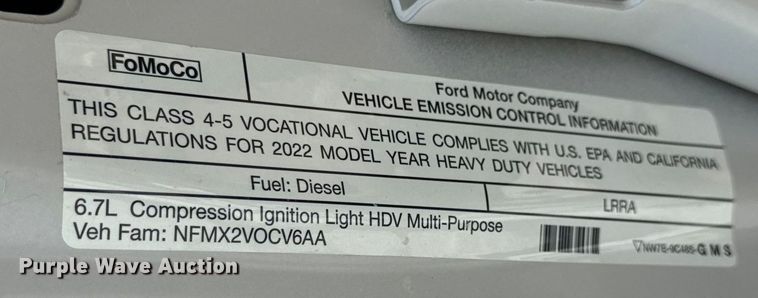 FoMoCo
Ford Motor Company
VEHICLE EMISSION CONTROL INFORMATION
THIS CLASS 4-5 VOCATIONAL VEHICLE COMPLIES WITH U.S. EPA AND CALIFORNIA
REGULATIONS FOR 2022 MODEL YEAR HEAVY DUTY VEHICLES
Fuel: Diesel
LRRA
6.7L Compression Ignition Light HDV Multi-Purpose
Veh Fam: NFMX2VOCV6AA
NW7E-9C485-G M S
Purple Wave Auction